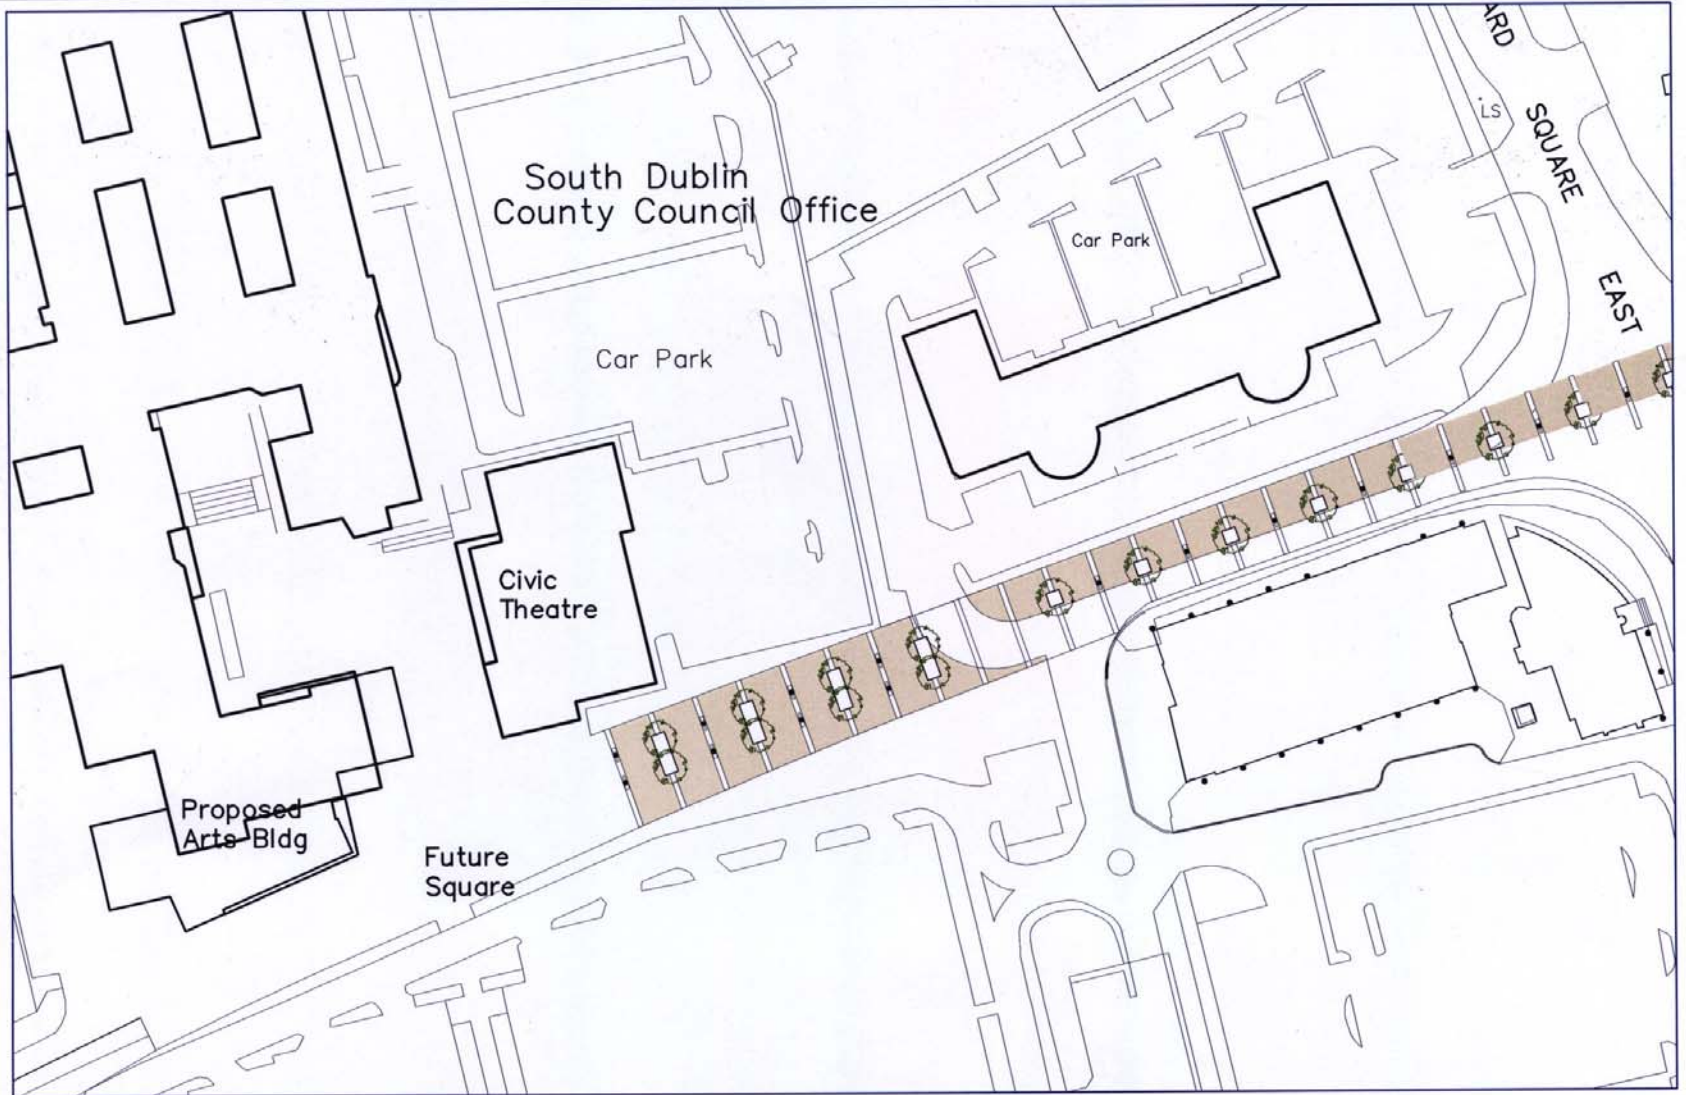 ARD
LS
SQUARE
South Dublin
County Council Office
Car Park
EAST
Car Park
Civic
Theatre
Proposed
Arts Bldg
Future
Square